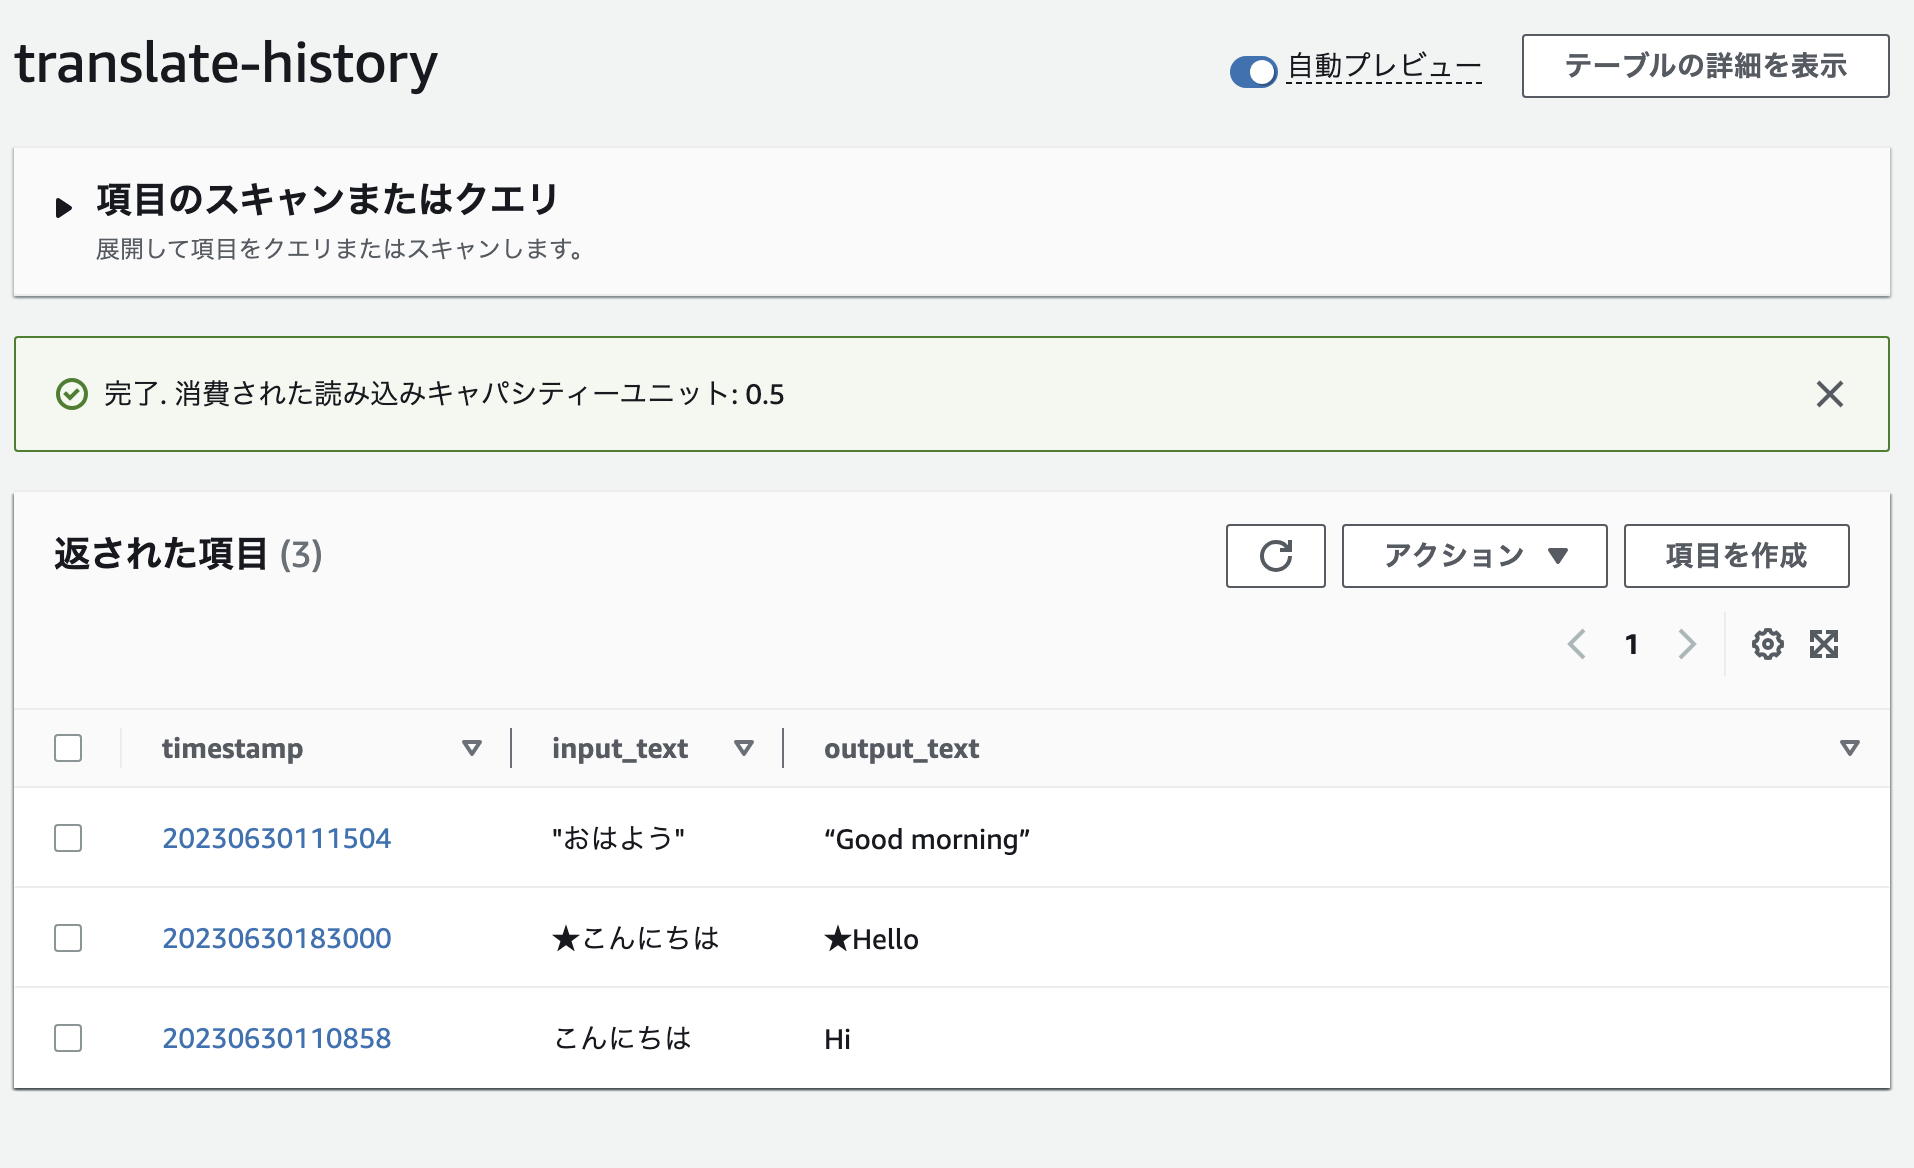 translate-history
自動プレビュー
テーブルの詳細を表示
項目のスキャンまたはクエリ
展開して項目をクエリまたはスキャンします。
完了. 消費された読み込みキャパシティーユニット: 0.5
返された項目 (3)
アクション
項目を作成
1
timestamp input_text output_text
20230630111504 "おはよう" “Good morning”
20230630183000 ★こんにちは ★Hello
20230630110858 こんにちは Hi